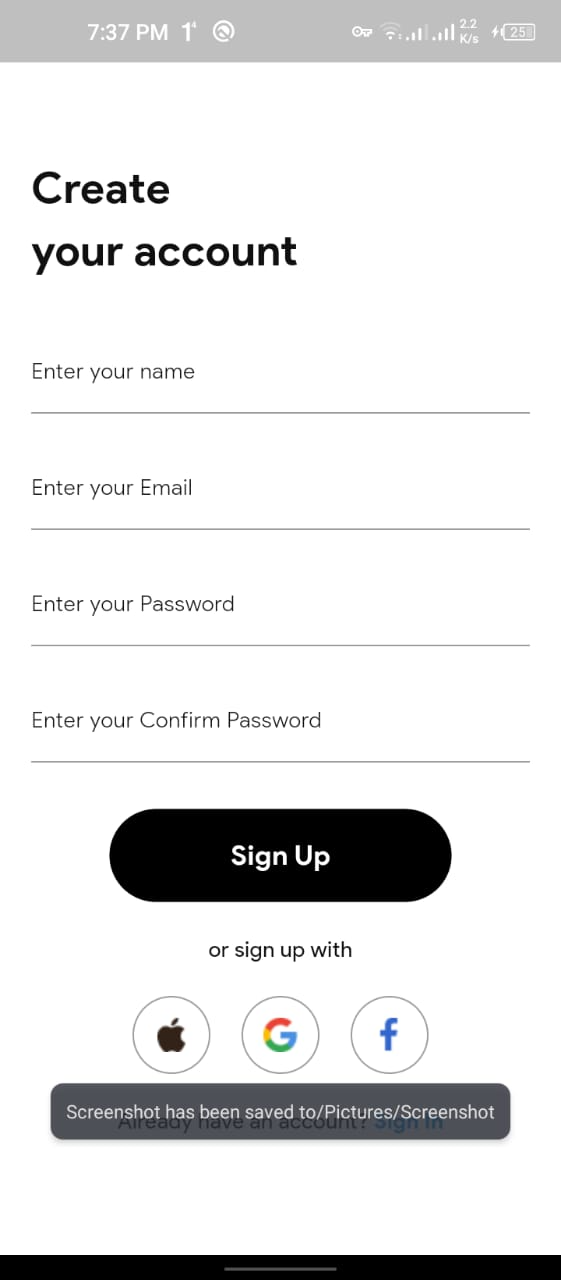 7:37 PM
2.2
K/s
25
Create
your account
Enter your name
Enter your Email
Enter your Password
Enter your Confirm Password
Sign Up
or sign up with
Screenshot has been saved to/Pictures/Screenshot
Already have an account? Sign In